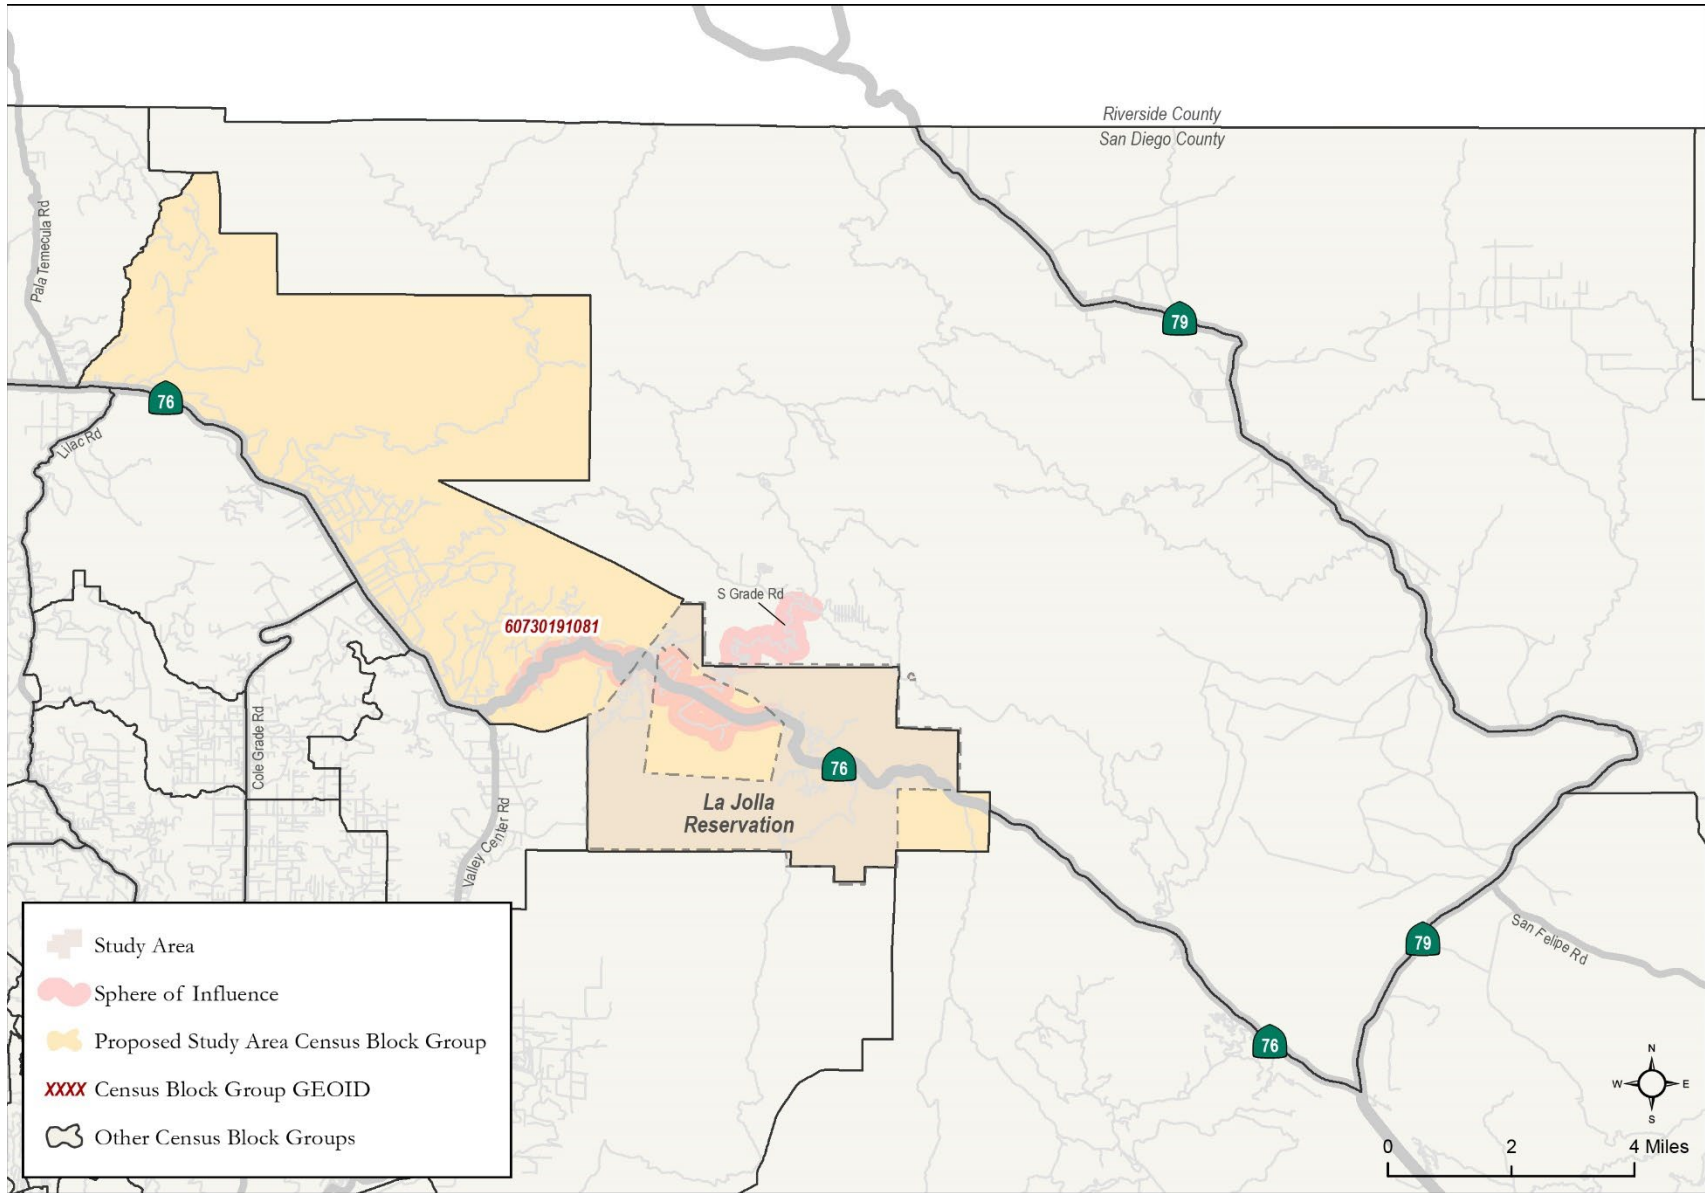 Riverside County
San Diego County
Pala Temecula Rd
79
76
Lilac Rd
S Grade Rd
60730191081
Cole Grade Rd
76
La Jolla
Reservation
Valley Center Rd
San Felipe Rd
79
76
Study Area
Sphere of Influence
Proposed Study Area Census Block Group
XXXX Census Block Group GEOID
Other Census Block Groups
N
W E
S
0 2 4 Miles